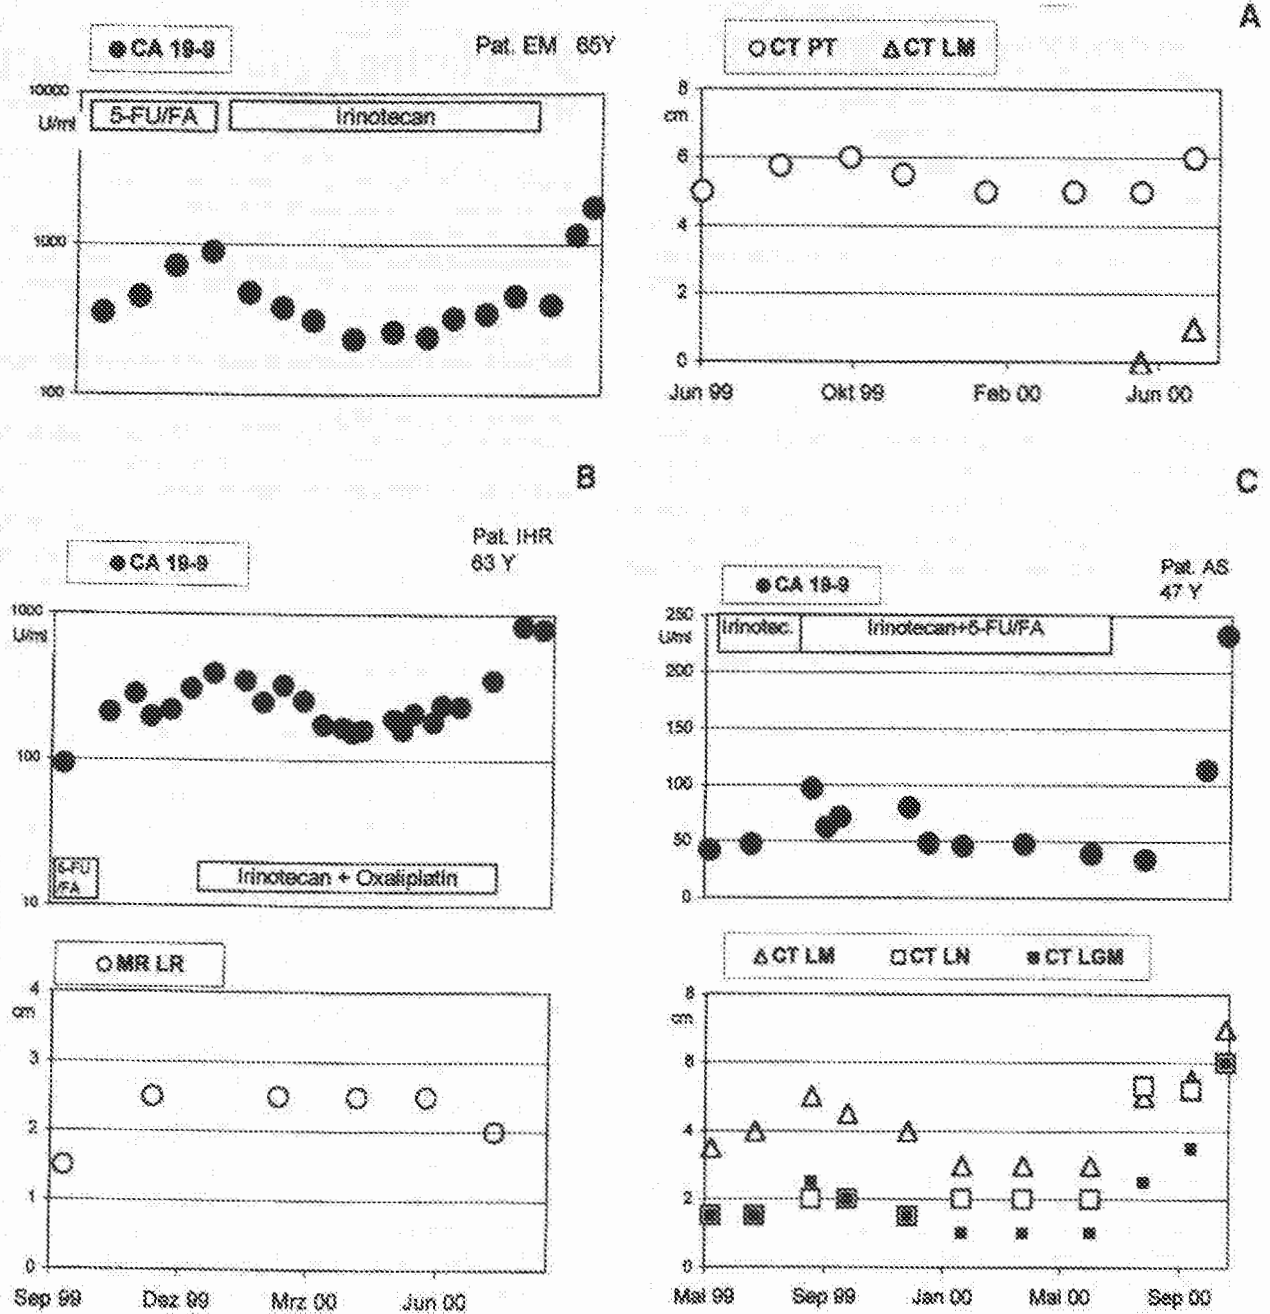 A
CA 19-9
Pat. EM 65Y
10000
U/ml
5-FU/FA
Irinotecan
1000
100
CT PT
CT LM
8
cm
6
4
2
0
Jun 99
Okt 99
Feb 00
Jun 00
B
CA 19-9
Pat. IHR
63 Y
1000
U/ml
100
10
5-FU
/FA
Irinotecan + Oxaliplatin
MR LR
4
cm
3
2
1
0
Sep 99
Dez 99
Mrz 00
Jun 00
C
CA 19-9
Pat. AS
47 Y
250
U/ml
Irinotec.
Irinotecan+5-FU/FA
200
150
100
50
0
CT LM
CT LN
CT LGM
8
cm
6
4
2
0
Mai 99
Sep 99
Jan 00
Mai 00
Sep 00